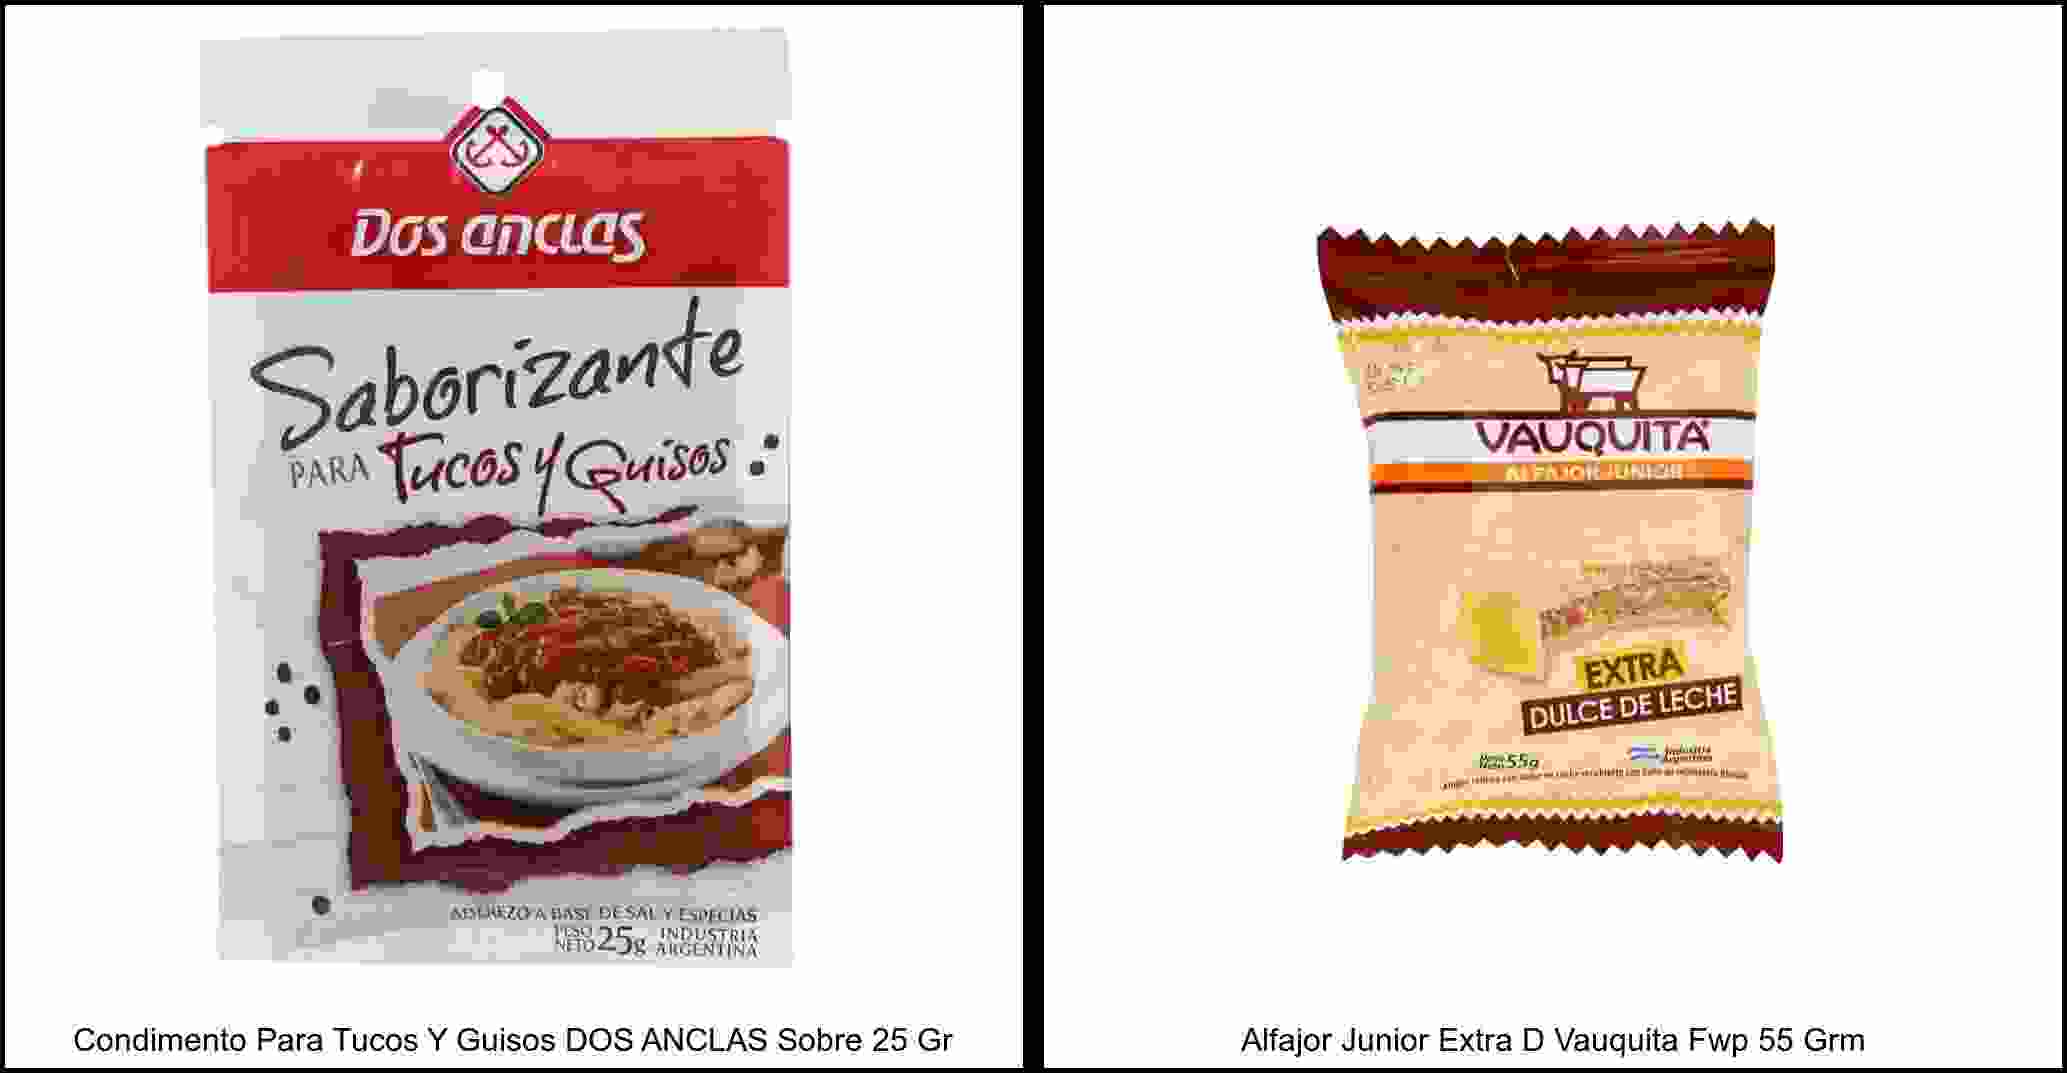 Dos anclas
Saborizante
PARA Tucos y Guisos
ADEREZO A BASE DE SAL Y ESPECIAS
PESO NETO 25g INDUSTRIA ARGENTINA
Condimento Para Tucos Y Guisos DOS ANCLAS Sobre 25 Gr
VAUQUITA
ALFAJOR JUNIOR
EXTRA
DULCE DE LECHE
Peso Neto 55g Industria Argentina
Alfajor Junior Extra D Vauquita Fwp 55 Grm